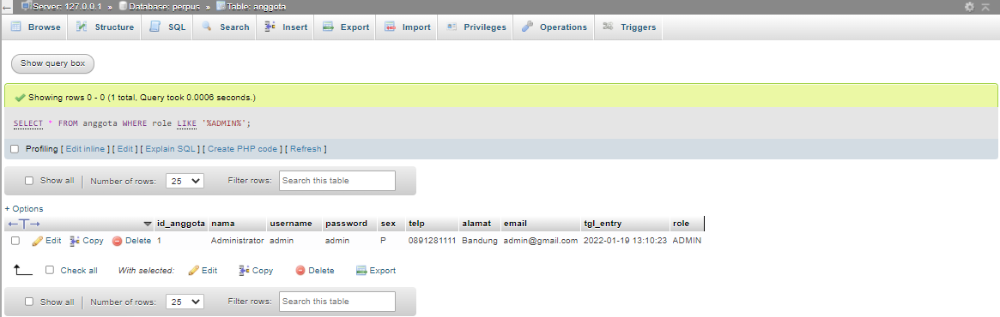 Server: 127.0.0.1 » Database: perpus » Table: anggota
Browse Structure SQL Search Insert Export Import Privileges Operations Triggers
Show query box
Showing rows 0 - 0 (1 total, Query took 0.0006 seconds.)
SELECT * FROM anggota WHERE role LIKE '%ADMIN%';
Profiling [ Edit inline ] [ Edit ] [ Explain SQL ] [ Create PHP code ] [ Refresh ]
Show all | Number of rows: 25 Filter rows: Search this table
+ Options
←T→ id_anggota nama username password sex telp alamat email tgl_entry role
Edit Copy Delete 1 Administrator admin admin P 0891281111 Bandung admin@gmail.com 2022-01-19 13:10:23 ADMIN
Check all With selected: Edit Copy Delete Export
Show all | Number of rows: 25 Filter rows: Search this table